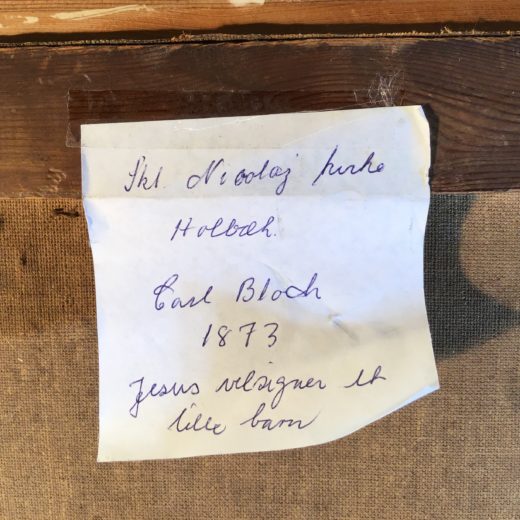 Skt. Nicolaj kirke
Holbæk.
Carl Bloch
1873
Jesus velsigner et
lille barn